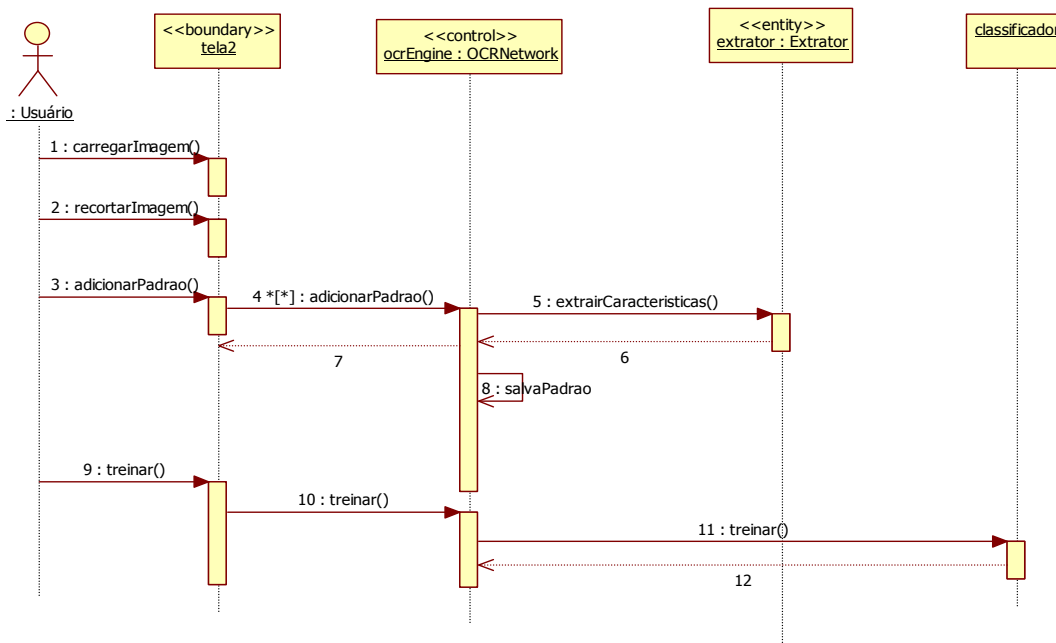 <<boundary>>
tela2
<<control>>
ocrEngine : OCRNetwork
<<entity>>
extrator : Extrator
classificador
: Usuário
1 : carregarImagem()
2 : recortarImagem()
3 : adicionarPadrao()
4 *[*] : adicionarPadrao()
5 : extrairCaracteristicas()
6
7
8 : salvaPadrao
9 : treinar()
10 : treinar()
11 : treinar()
12